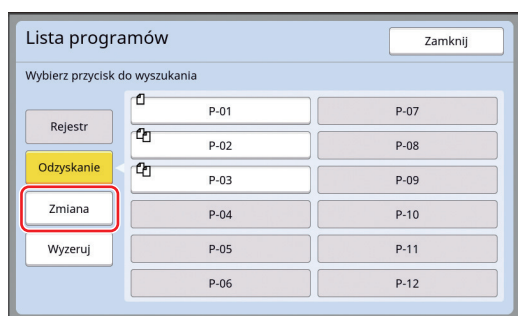 Lista programów
Zamknij
Wybierz przycisk do wyszukania
Rejestr
Odzyskanie
Zmiana
Wyzeruj
P-01
P-02
P-03
P-04
P-05
P-06
P-07
P-08
P-09
P-10
P-11
P-12